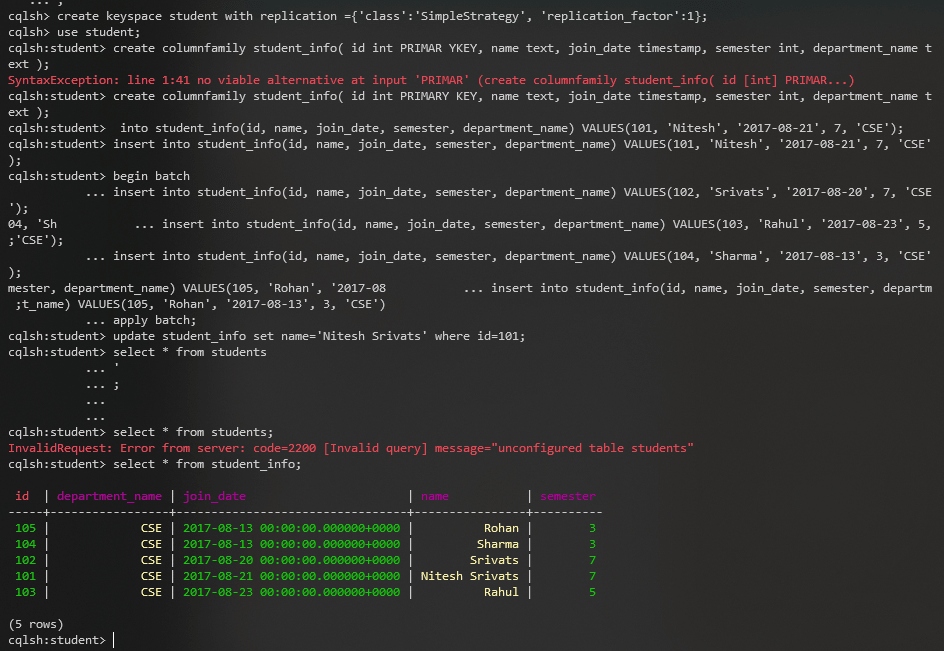 ... ;
cqlsh> create keyspace student with replication ={'class':'SimpleStrategy', 'replication_factor':1};
cqlsh> use student;
cqlsh:student> create columnfamily student_info( id int PRIMAR YKEY, name text, join_date timestamp, semester int, department_name t
ext );
SyntaxException: line 1:41 no viable alternative at input 'PRIMAR' (create columnfamily student_info( id [int] PRIMAR...)
cqlsh:student> create columnfamily student_info( id int PRIMARY KEY, name text, join_date timestamp, semester int, department_name t
ext );
cqlsh:student>  into student_info(id, name, join_date, semester, department_name) VALUES(101, 'Nitesh', '2017-08-21', 7, 'CSE');
cqlsh:student> insert into student_info(id, name, join_date, semester, department_name) VALUES(101, 'Nitesh', '2017-08-21', 7, 'CSE'
);
cqlsh:student> begin batch
           ... insert into student_info(id, name, join_date, semester, department_name) VALUES(102, 'Srivats', '2017-08-20', 7, 'CSE
');
04, 'Sh           ... insert into student_info(id, name, join_date, semester, department_name) VALUES(103, 'Rahul', '2017-08-23', 5,
;'CSE');
           ... insert into student_info(id, name, join_date, semester, department_name) VALUES(104, 'Sharma', '2017-08-13', 3, 'CSE'
);
mester, department_name) VALUES(105, 'Rohan', '2017-08           ... insert into student_info(id, name, join_date, semester, departm
 ;t_name) VALUES(105, 'Rohan', '2017-08-13', 3, 'CSE')
           ... apply batch;
cqlsh:student> update student_info set name='Nitesh Srivats' where id=101;
cqlsh:student> select * from students
           ... '
           ... ;
           ...
           ...
cqlsh:student> select * from students;
InvalidRequest: Error from server: code=2200 [Invalid query] message="unconfigured table students"
cqlsh:student> select * from student_info;
 id  | department_name | join_date                       | name           | semester
-----+-----------------+---------------------------------+----------------+----------
 105 |             CSE | 2017-08-13 00:00:00.000000+0000 |          Rohan |        3
 104 |             CSE | 2017-08-13 00:00:00.000000+0000 |         Sharma |        3
 102 |             CSE | 2017-08-20 00:00:00.000000+0000 |        Srivats |        7
 101 |             CSE | 2017-08-21 00:00:00.000000+0000 | Nitesh Srivats |        7
 103 |             CSE | 2017-08-23 00:00:00.000000+0000 |          Rahul |        5
(5 rows)
cqlsh:student>